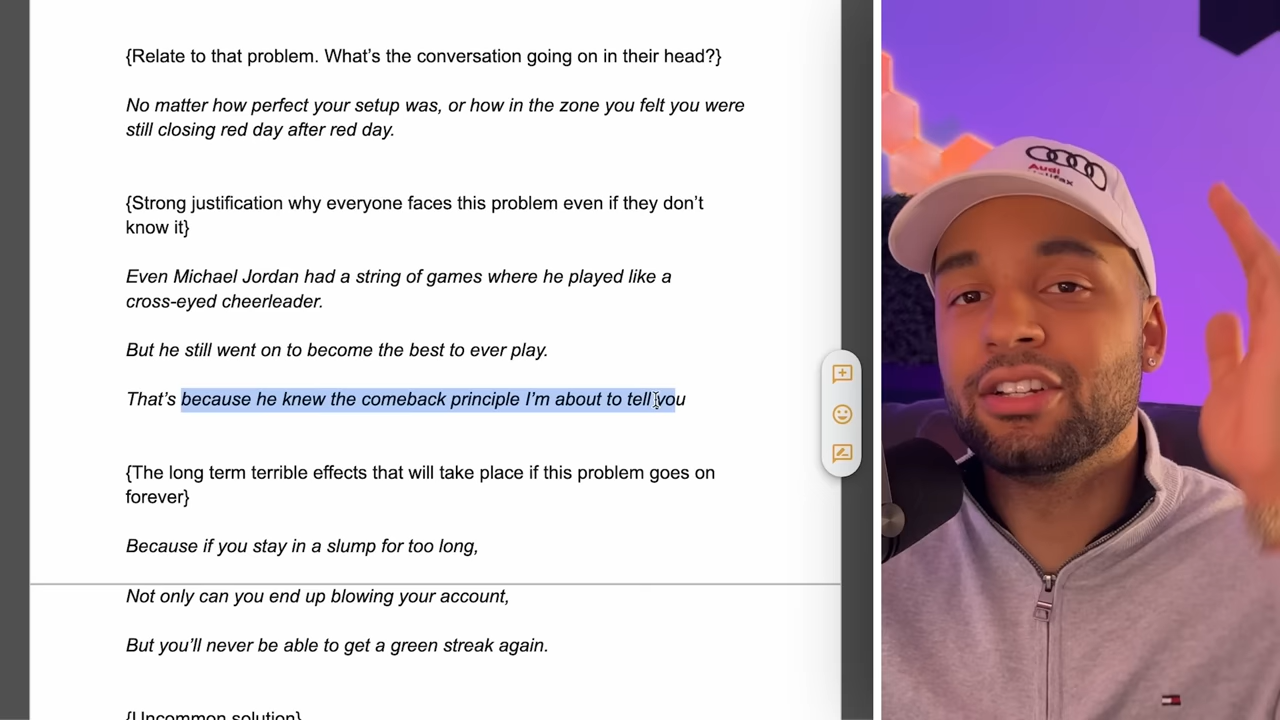 {Relate to that problem. What's the conversation going on in their head?}
No matter how perfect your setup was, or how in the zone you felt you were
still closing red day after red day.
{Strong justification why everyone faces this problem even if they don't
know it}
Even Michael Jordan had a string of games where he played like a
cross-eyed cheerleader.
But he still went on to become the best to ever play.
That's because he knew the comeback principle I'm about to tell you
{The long term terrible effects that will take place if this problem goes on
forever}
Because if you stay in a slump for too long,
Not only can you end up blowing your account,
But you'll never be able to get a green streak again.
{Uncommon solution}
Audi
Halifax